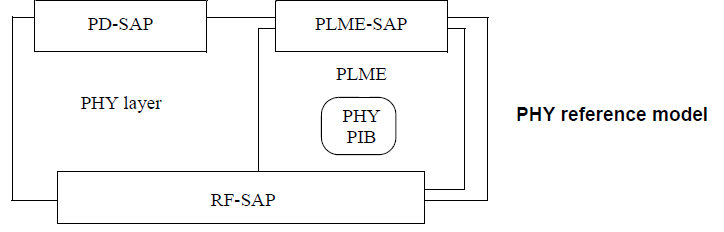 PD-SAP
PLME-SAP
PHY layer
PLME
PHY
PIB
PHY reference model
RF-SAP